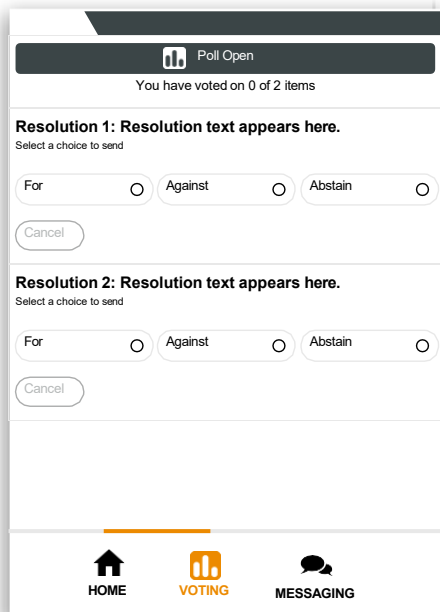 Poll Open
You have voted on 0 of 2 items
Resolution 1: Resolution text appears here.
Select a choice to send
For Against Abstain
Cancel
Resolution 2: Resolution text appears here.
Select a choice to send
For Against Abstain
Cancel
HOME VOTING MESSAGING